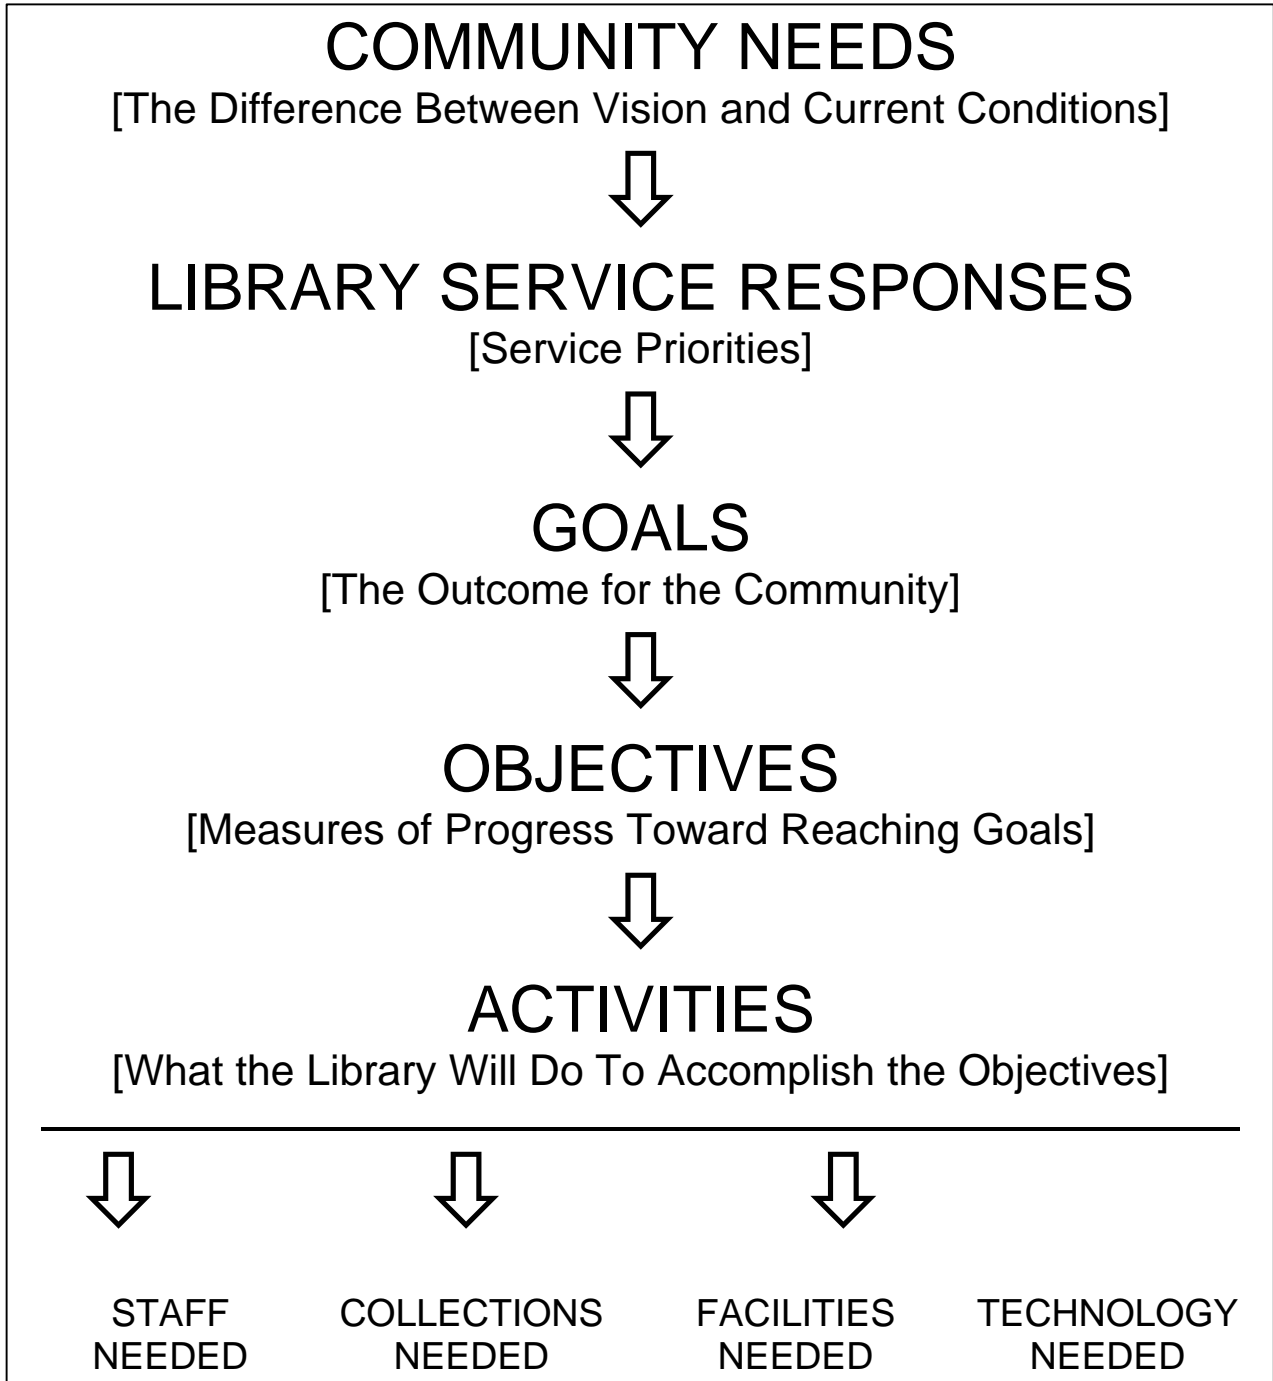 COMMUNITY NEEDS
[The Difference Between Vision and Current Conditions]
LIBRARY SERVICE RESPONSES
[Service Priorities]
GOALS
[The Outcome for the Community]
OBJECTIVES
[Measures of Progress Toward Reaching Goals]
ACTIVITIES
[What the Library Will Do To Accomplish the Objectives]
STAFF
NEEDED
COLLECTIONS
NEEDED
FACILITIES
NEEDED
TECHNOLOGY
NEEDED